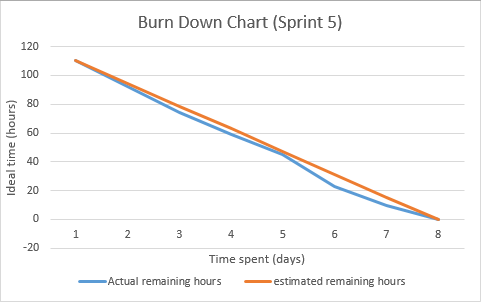 Burn Down Chart (Sprint 5)
120
100
80
60
40
20
0
-20
Ideal time (hours)
1 2 3 4 5 6 7 8
Time spent (days)
Actual remaining hours estimated remaining hours